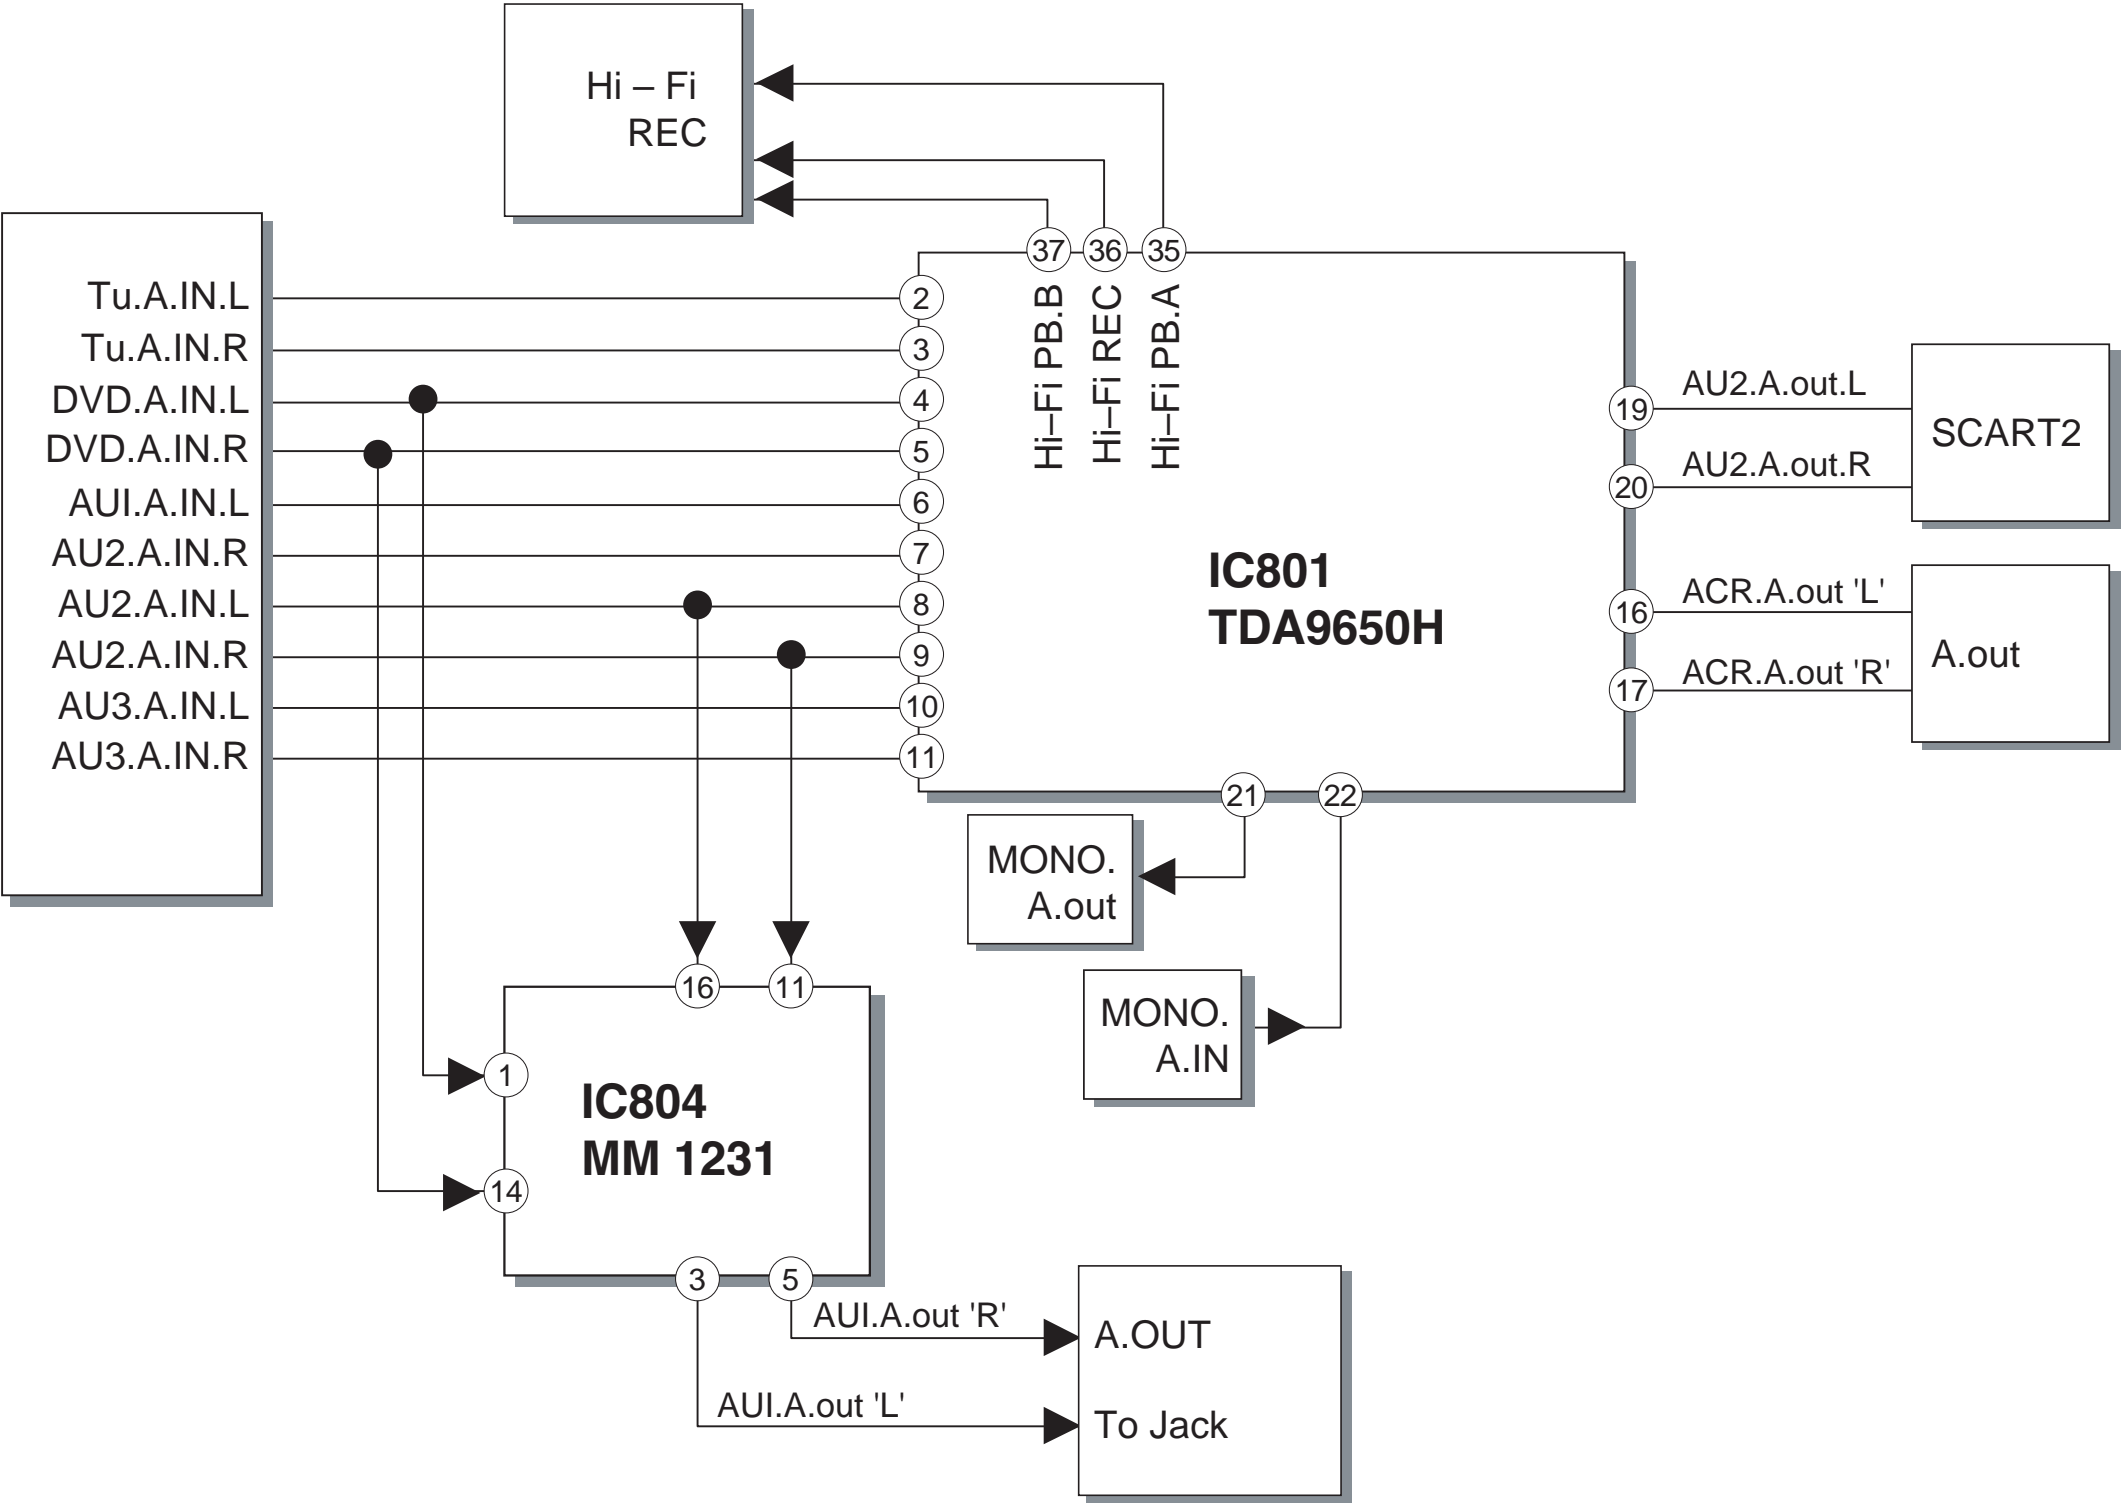 Hi – Fi
REC
Tu.A.IN.L
Tu.A.IN.R
DVD.A.IN.L
DVD.A.IN.R
AUI.A.IN.L
AU2.A.IN.R
AU2.A.IN.L
AU2.A.IN.R
AU3.A.IN.L
AU3.A.IN.R
2
3
4
5
6
7
8
9
10
11
37
36
35
Hi–Fi PB.B
Hi–Fi REC
Hi–Fi PB.A
IC801
TDA9650H
19
20
16
17
AU2.A.out.L
AU2.A.out.R
SCART2
ACR.A.out 'L'
ACR.A.out 'R'
A.out
21
22
MONO.
A.out
MONO.
A.IN
16
11
1
14
IC804
MM 1231
3
5
AUI.A.out 'R'
AUI.A.out 'L'
A.OUT
To Jack